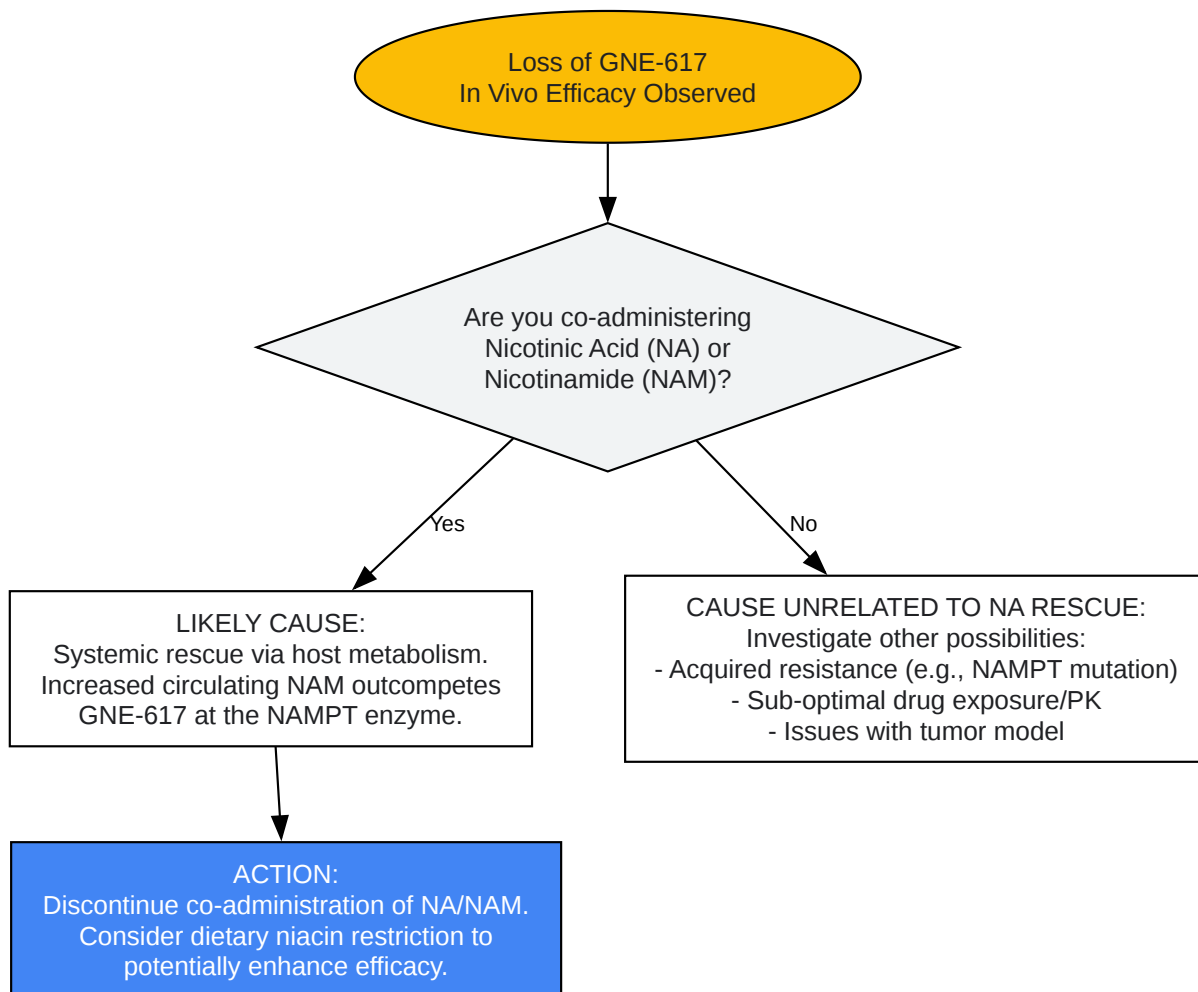 Loss of GNE-617
In Vivo Efficacy Observed
Are you co-administering
Nicotinic Acid (NA) or
Nicotinamide (NAM)?
Yes
No
LIKELY CAUSE:
Systemic rescue via host metabolism.
Increased circulating NAM outcompetes
GNE-617 at the NAMPT enzyme.
CAUSE UNRELATED TO NA RESCUE:
Investigate other possibilities:
- Acquired resistance (e.g., NAMPT mutation)
- Sub-optimal drug exposure/PK
- Issues with tumor model
ACTION:
Discontinue co-administration of NA/NAM.
Consider dietary niacin restriction to
potentially enhance efficacy.